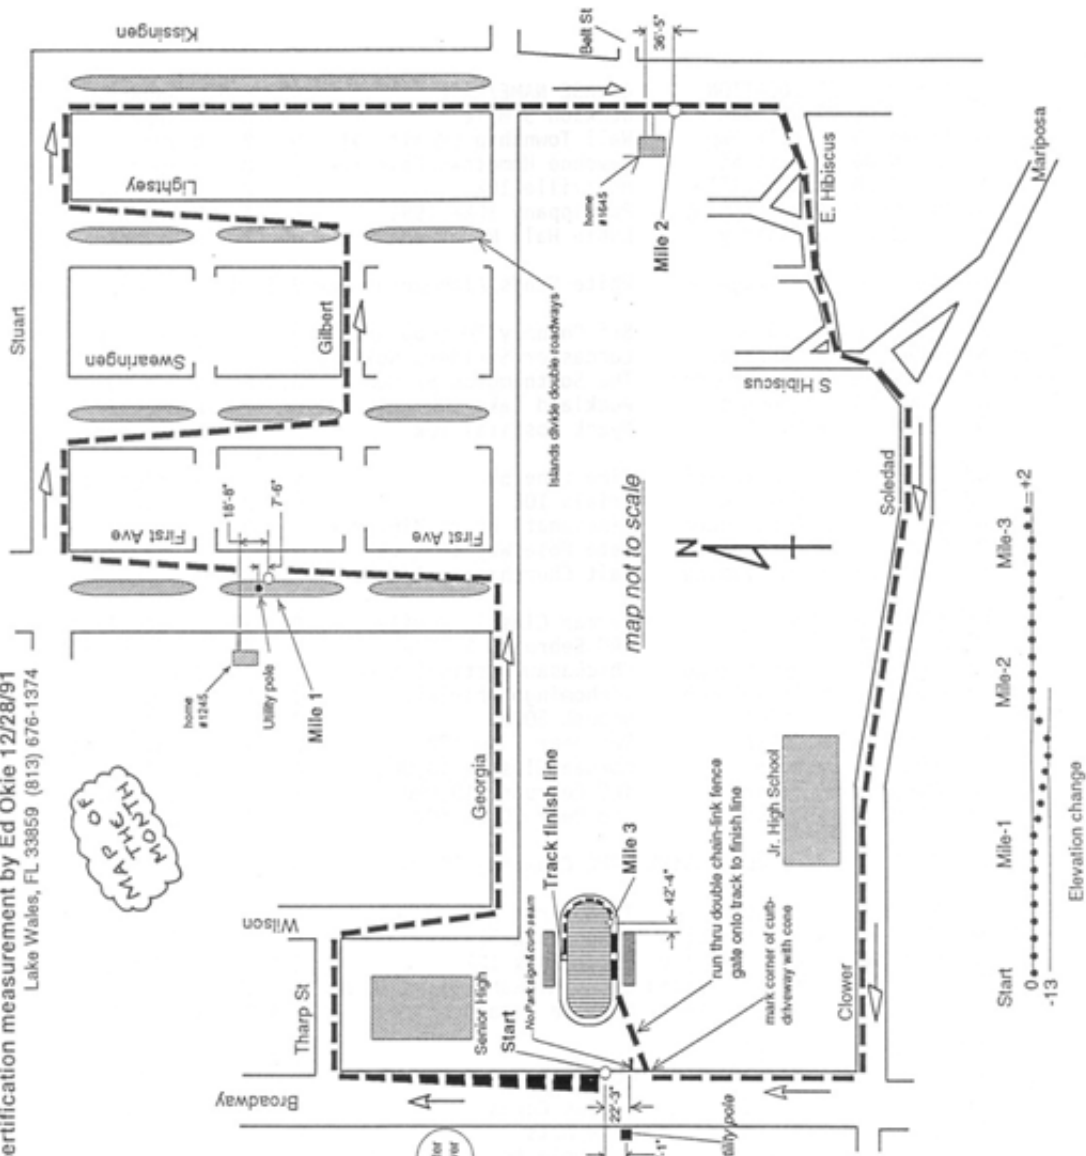 ertification measurement by Ed Okie 12/28/91
Lake Wales, FL 33859 (813) 676-1374
MAP OF
THE
MONTH
Stuart
Kissingen
Lightsey
Swearingen
Gilbert
First Ave
First Ave
18'-8"
7'-6"
home
#1245
Utility pole
Mile 1
Georgia
Wilson
Tharp St
Broadway
Senior High
Start
No Park sign & curb seam
Track finish line
Mile 3
42'-4"
22'-3"
-1"
run thru double chain-link fence
gate onto track to finish line
mark corner of curb-
driveway with cone
Jr. High School
Clower
Soledad
Mariposa
S Hibiscus
E. Hibiscus
Belt St
36'-5"
home
#1645
Mile 2
Islands divide double roadways
map not to scale
N
Start
Mile-1
Mile-2
Mile-3
0
-13
+2
Elevation change